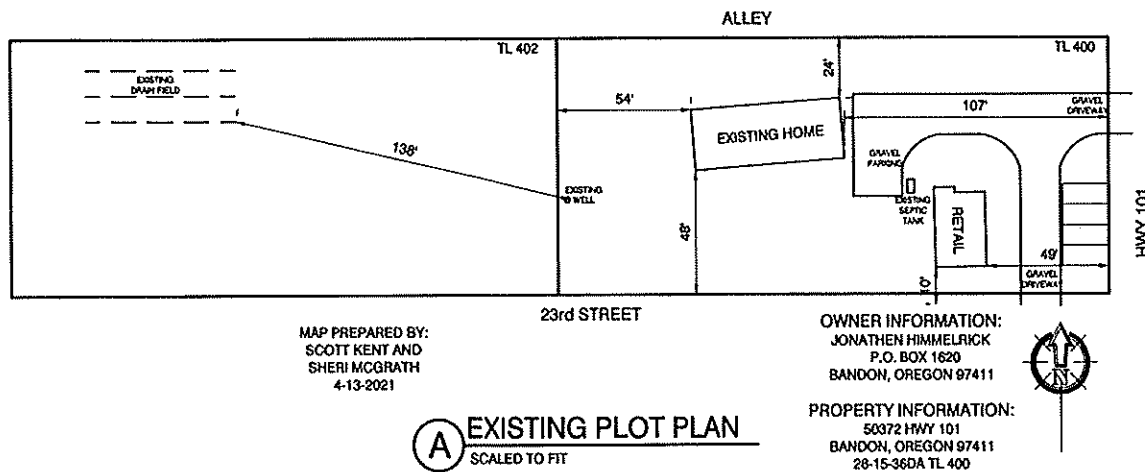 ALLEY
TL 402
TL 400
EXISTING
DRAIN FIELD
138'
54'
24'
EXISTING HOME
107'
GRAVEL
DRIVEWAY
GRAVEL
PARKING
EXISTING
WELL
EXISTING
SEPTIC
TANK
RETAIL
48'
49'
GRAVEL
DRIVEWAY
HWY 101
23rd STREET
MAP PREPARED BY:
SCOTT KENT AND
SHERI MCGRATH
4-13-2021
OWNER INFORMATION:
JONATHEN HIMMELRICK
P.O. BOX 1620
BANDON, OREGON 97411
N
PROPERTY INFORMATION:
50372 HWY 101
BANDON, OREGON 97411
28-15-36DA TL 400
A
EXISTING PLOT PLAN
SCALED TO FIT